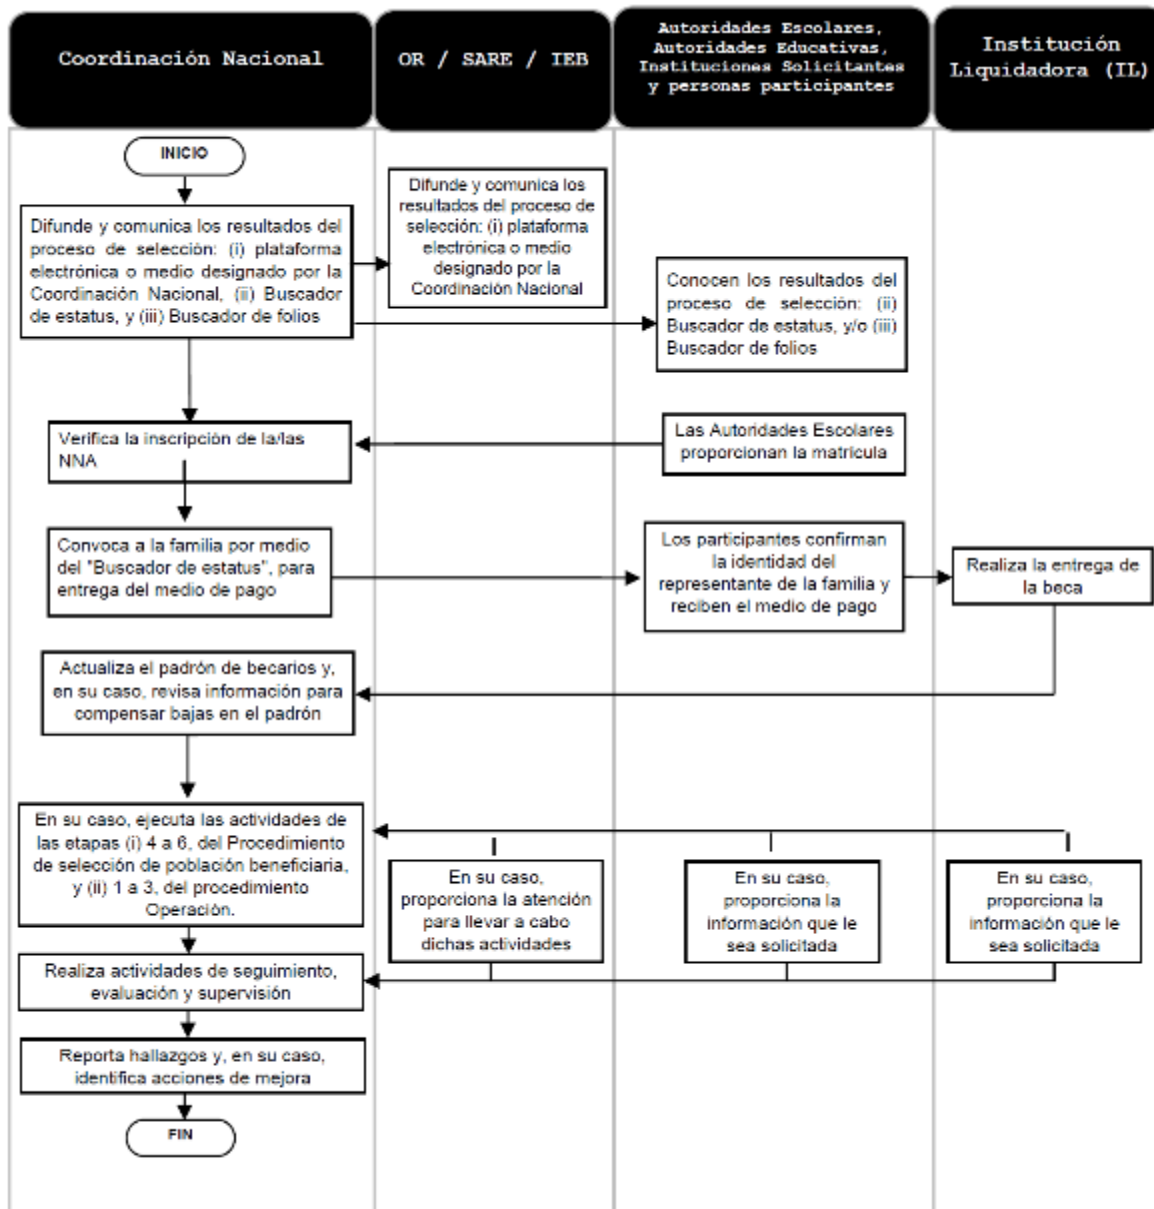 Coordinación Nacional
OR / SARE / IEB
Autoridades Escolares,
Autoridades Educativas,
Instituciones Solicitantes
y personas participantes
Institución
Liquidadora (IL)
INICIO
Difunde y comunica los resultados del
proceso de selección: (i) plataforma
electrónica o medio designado por la
Coordinación Nacional, (ii) Buscador
de estatus, y (iii) Buscador de folios
Difunde y comunica los
resultados del proceso de
selección: (i) plataforma
electrónica o medio
designado por la
Coordinación Nacional
Conocen los resultados del
proceso de selección: (ii)
Buscador de estatus, y/o (iii)
Buscador de folios
Verifica la inscripción de la/las
NNA
Las Autoridades Escolares
proporcionan la matrícula
Convoca a la familia por medio
del "Buscador de estatus", para
entrega del medio de pago
Los participantes confirman
la identidad del
representante de la familia y
reciben el medio de pago
Realiza la entrega de
la beca
Actualiza el padrón de becarios y,
en su caso, revisa información para
compensar bajas en el padrón
En su caso, ejecuta las actividades de
las etapas (i) 4 a 6, del Procedimiento
de selección de población beneficiaria,
y (ii) 1 a 3, del procedimiento
Operación.
En su caso,
proporciona la atención
para llevar a cabo
dichas actividades
En su caso,
proporciona la
información que le
sea solicitada
En su caso,
proporciona la
información que le
sea solicitada
Realiza actividades de seguimiento,
evaluación y supervisión
Reporta hallazgos y, en su caso,
identifica acciones de mejora
FIN